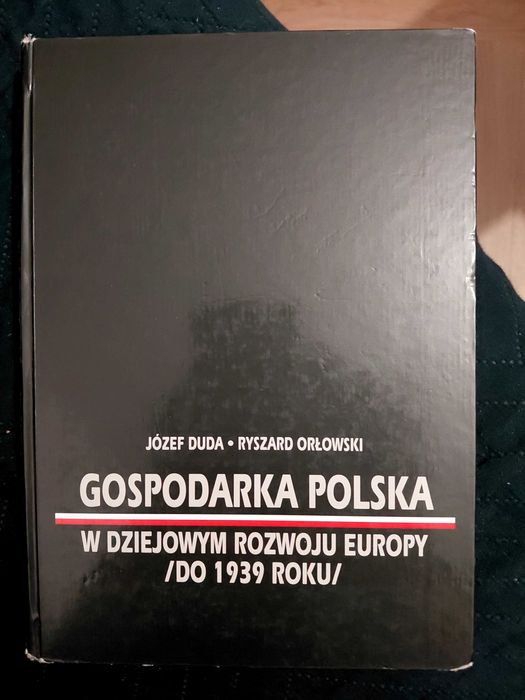 JÓZEF DUDA • RYSZARD ORŁOWSKI
GOSPODARKA POLSKA
W DZIEJOWYM ROZWOJU EUROPY
/DO 1939 ROKU/